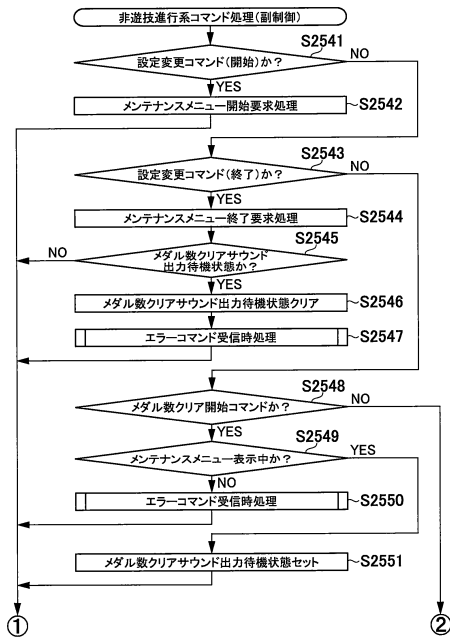 非遊技進行系コマンド処理(副制御)
S2541
設定変更コマンド(開始)か?
NO
YES
メンテナンスメニュー開始要求処理
S2542
S2543
設定変更コマンド(終了)か?
NO
YES
メンテナンスメニュー終了要求処理
S2544
S2545
NO
メダル数クリアサウンド
出力待機状態か?
YES
メダル数クリアサウンド出力待機状態クリア
S2546
エラーコマンド受信時処理
S2547
S2548
メダル数クリア開始コマンドか?
NO
YES
S2549
メンテナンスメニュー表示中か?
YES
NO
エラーコマンド受信時処理
S2550
メダル数クリアサウンド出力待機状態セット
S2551
①
②